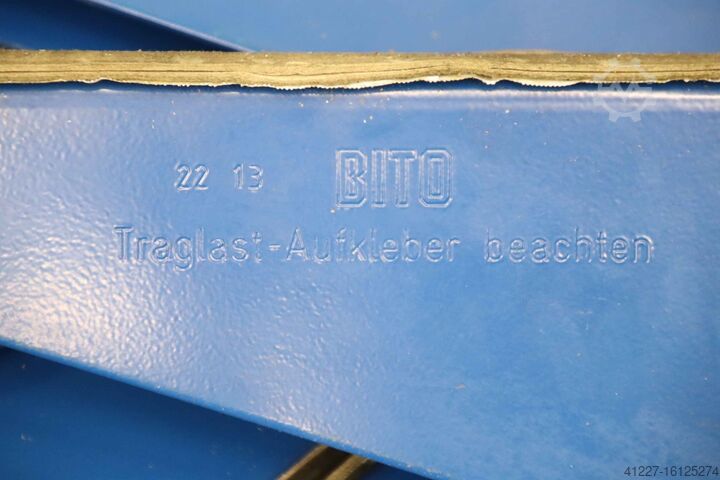 22 13 BITO
Traglast-Aufkleber beachten
41227-16125274